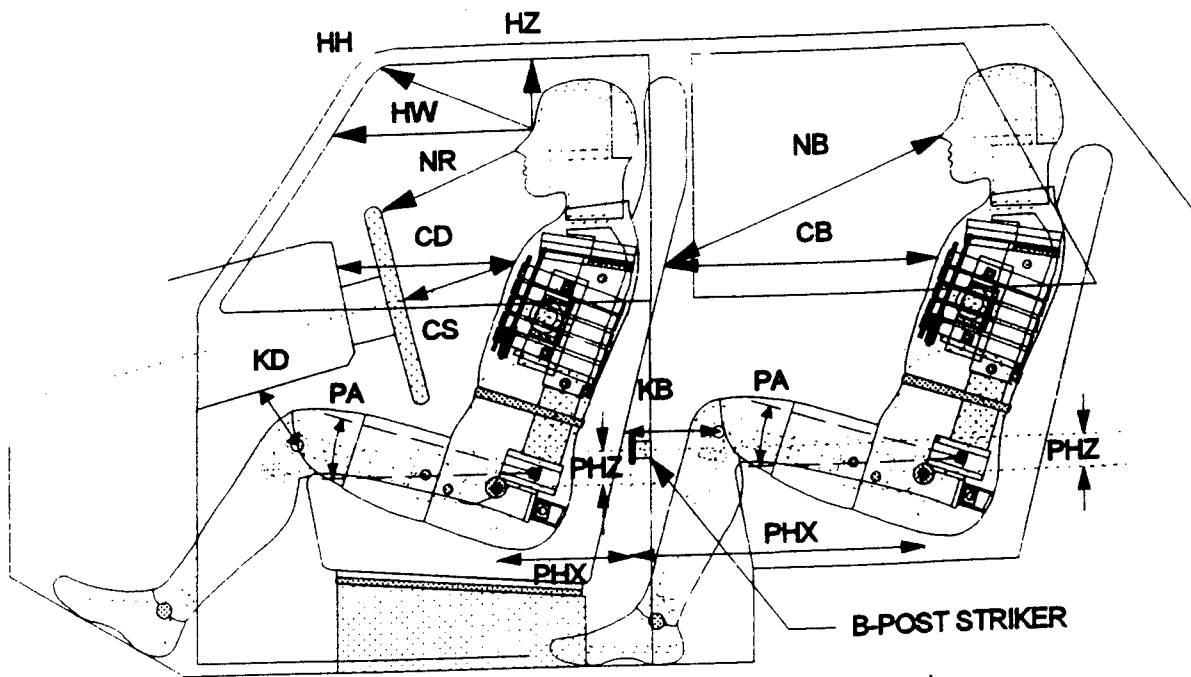 HZ
HH
HW
NR
NB
CD
CB
CS
KD
PA
KB
PA
PHZ
PHZ
PHX
PHX
B-POST STRIKER